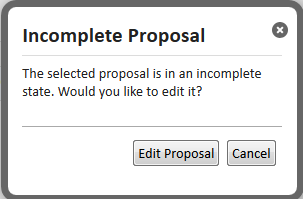 Incomplete Proposal
The selected proposal is in an incomplete
state. Would you like to edit it?
Edit Proposal Cancel